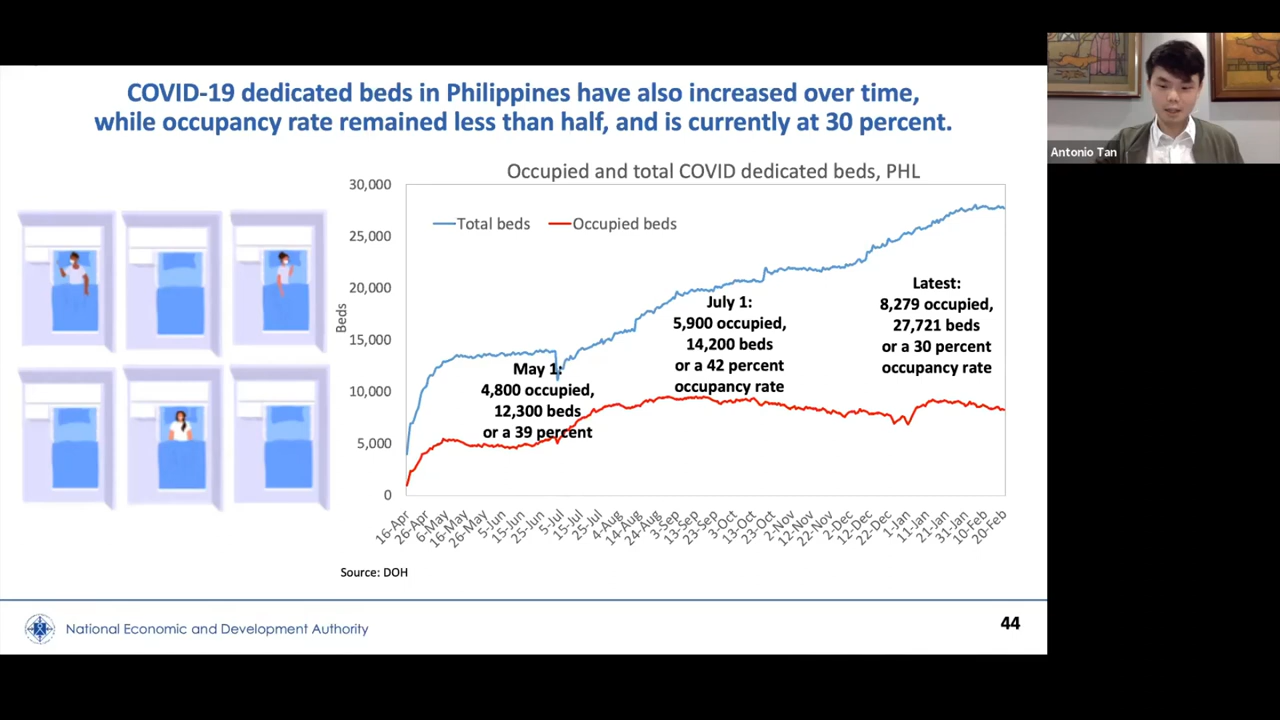 COVID-19 dedicated beds in Philippines have also increased over time,
while occupancy rate remained less than half, and is currently at 30 percent.
Antonio Tan
Occupied and total COVID dedicated beds, PHL
30,000
25,000
20,000
15,000
10,000
5,000
0
Beds
Total beds
Occupied beds
May 1:
4,800 occupied,
12,300 beds
or a 39 percent
July 1:
5,900 occupied,
14,200 beds
or a 42 percent
occupancy rate
Latest:
8,279 occupied,
27,721 beds
or a 30 percent
occupancy rate
16-Apr
26-Apr
6-May
16-May
26-May
5-Jun
15-Jun
25-Jun
5-Jul
15-Jul
25-Jul
4-Aug
14-Aug
24-Aug
3-Sep
13-Sep
23-Sep
3-Oct
13-Oct
23-Oct
2-Nov
12-Nov
22-Nov
2-Dec
12-Dec
22-Dec
1-Jan
11-Jan
21-Jan
31-Jan
10-Feb
20-Feb
Source: DOH
National Economic and Development Authority
44